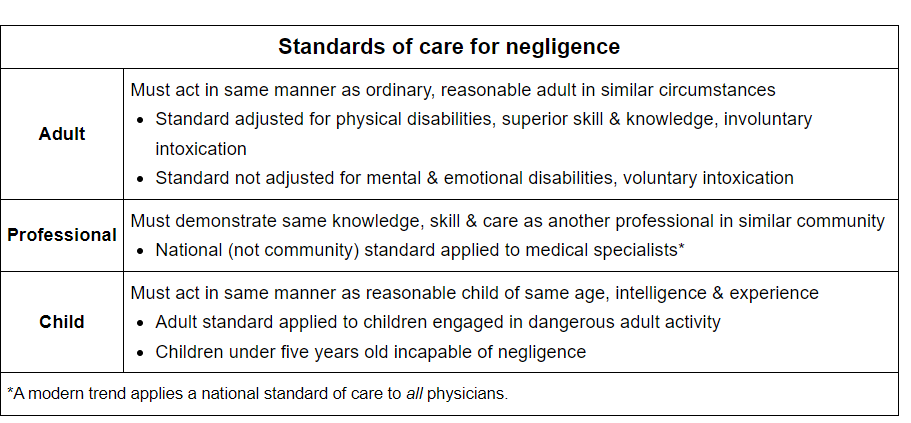 Standards of care for negligence
Adult
Must act in same manner as ordinary, reasonable adult in similar circumstances
• Standard adjusted for physical disabilities, superior skill & knowledge, involuntary
intoxication
• Standard not adjusted for mental & emotional disabilities, voluntary intoxication
Professional
Must demonstrate same knowledge, skill & care as another professional in similar community
• National (not community) standard applied to medical specialists*
Child
Must act in same manner as reasonable child of same age, intelligence & experience
• Adult standard applied to children engaged in dangerous adult activity
• Children under five years old incapable of negligence
*A modern trend applies a national standard of care to all physicians.